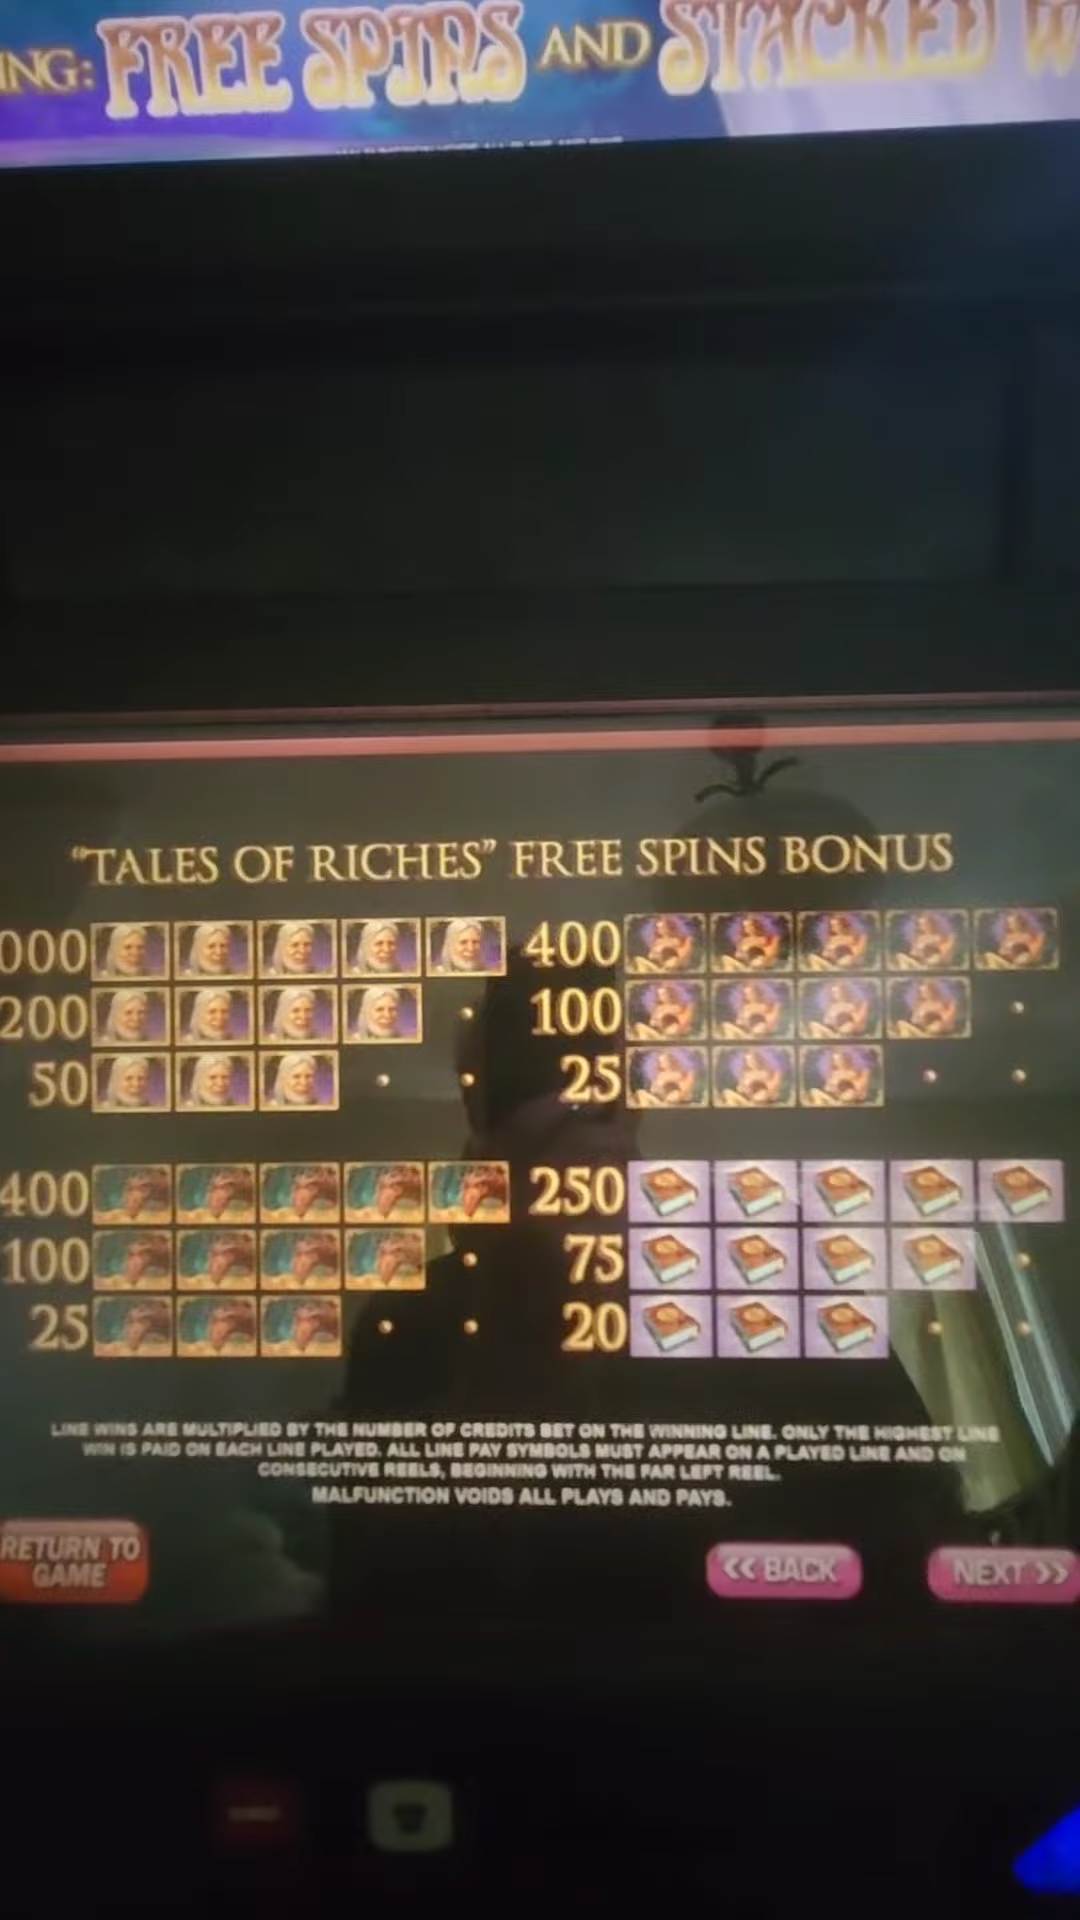 NG: FREE SPINS AND STACKED W
"TALES OF RICHES" FREE SPINS BONUS
000 400
200 100
50 25
400 250
100 75
25 20
LINE WINS ARE MULTIPLIED BY THE NUMBER OF CREDITS BET ON THE WINNING LINE. ONLY THE HIGHEST LINE
WIN IS PAID ON EACH LINE PLAYED. ALL LINE PAY SYMBOLS MUST APPEAR ON A PLAYED LINE AND ON
CONSECUTIVE REELS, BEGINNING WITH THE FAR LEFT REEL.
MALFUNCTION VOIDS ALL PLAYS AND PAYS.
RETURN TO
GAME
<< BACK
NEXT >>